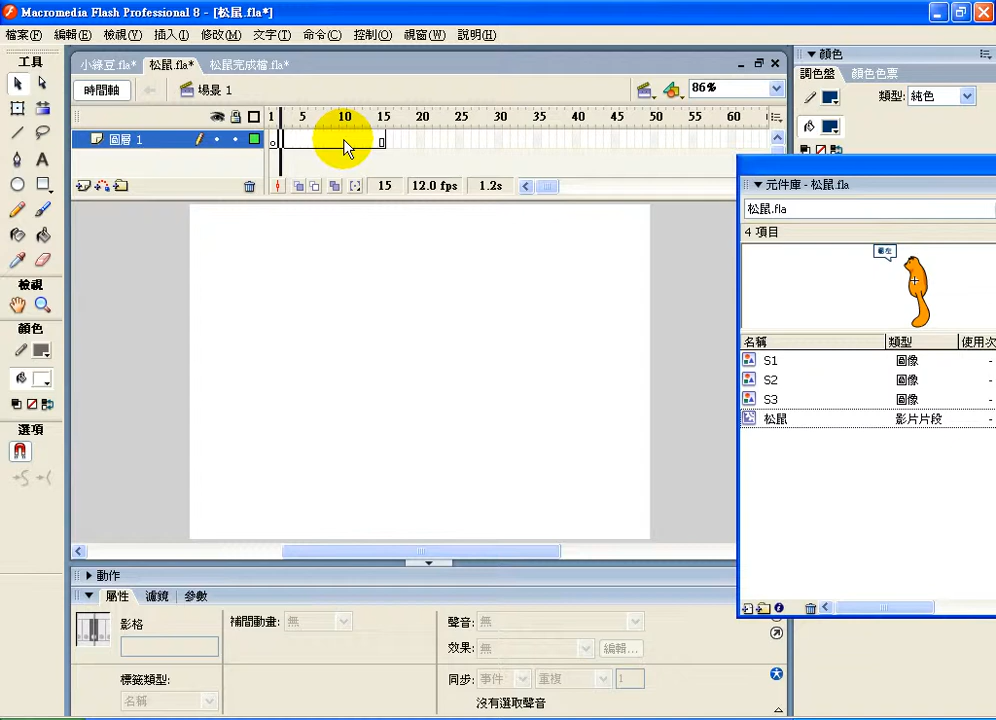 Macromedia Flash Professional 8 - [松鼠.fla*]
檔案(F) 編輯(E) 檢視(V) 插入(I) 修改(M) 文字(T) 命令(C) 控制(O) 視窗(W) 說明(H)
工具
小綠豆.fla* 松鼠.fla* 松鼠完成檔.fla*
時間軸 場景 1 86%
1 5 10 15 20 25 30 35 40 45 50 55 60
圖層 1
15 12.0 fps 1.2s
檢視
顏色
選項
顏色
調色盤 顏色色票
類型: 純色
元件庫 - 松鼠.fla
松鼠.fla
4 項目
名稱 類型 使用次
S1 圖像 -
S2 圖像 -
S3 圖像 -
松鼠 影片片段 -
動作
屬性 濾鏡 參數
影格 補間動畫: 無 聲音: 無
效果: 無 編輯...
標籤類型: 同步: 事件 重複 1
名稱 沒有選取聲音